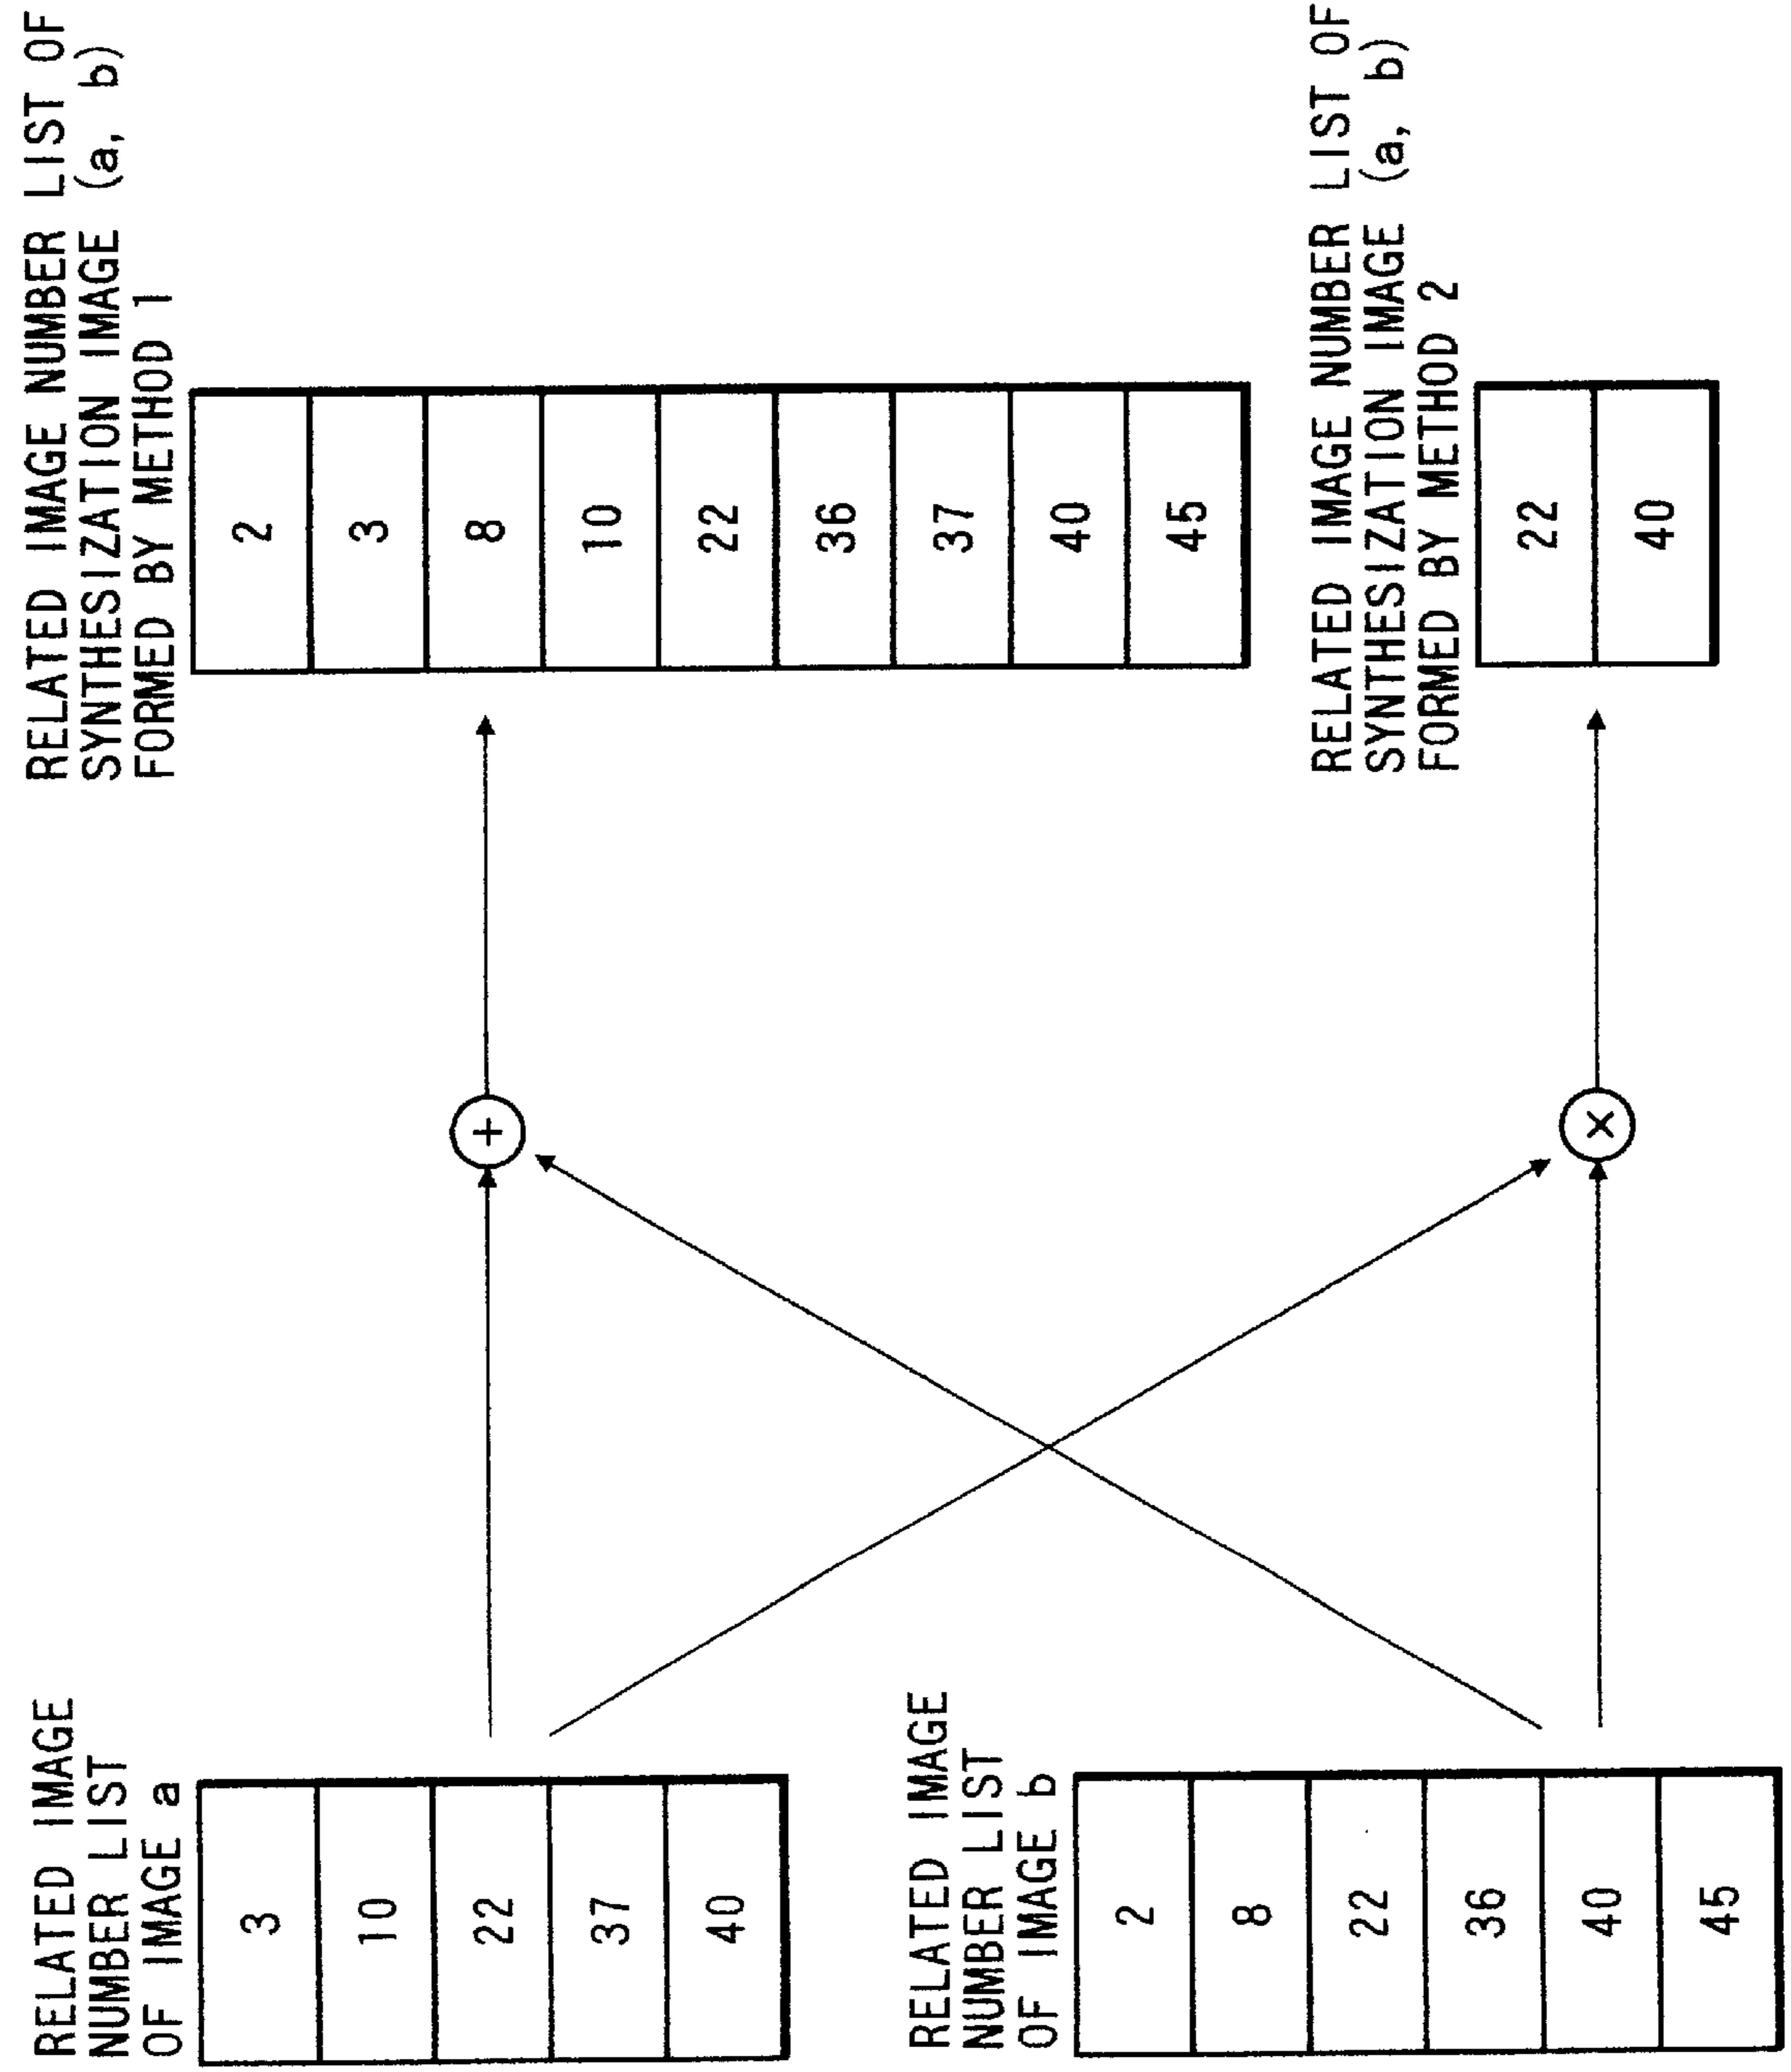 RELATED IMAGE
NUMBER LIST
OF IMAGE a
3
10
22
37
40
RELATED IMAGE
NUMBER LIST
OF IMAGE b
2
8
22
36
40
45
+
×
RELATED IMAGE NUMBER LIST OF
SYNTHESIZATION IMAGE (a, b)
FORMED BY METHOD 1
2
3
8
10
22
36
37
40
45
RELATED IMAGE NUMBER LIST OF
SYNTHESIZATION IMAGE (a, b)
FORMED BY METHOD 2
22
40